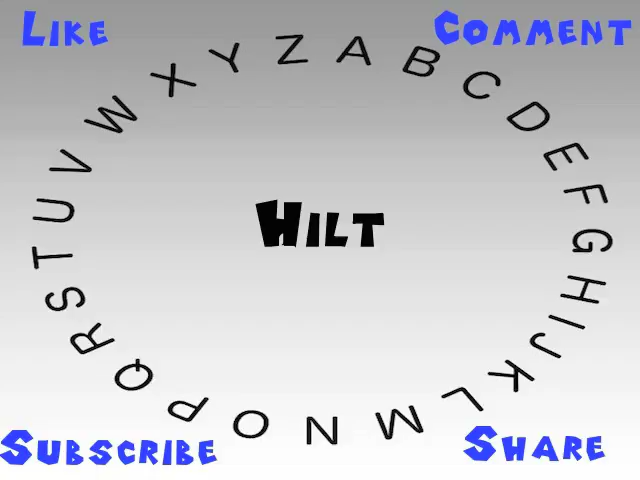 LIKE
COMMENT
A B C D E F G H I J K L M N O P Q R S T U V W X Y Z
HILT
SUBSCRIBE
SHARE